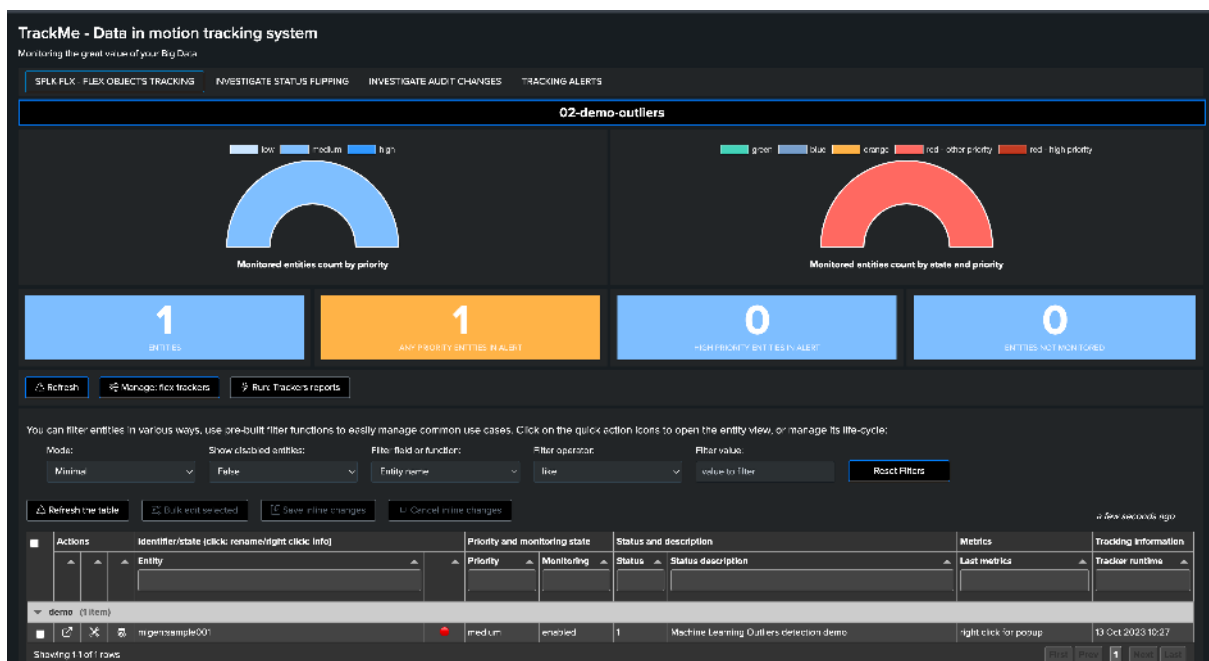 TrackMe - Data in motion tracking system
Monitoring the great value of your Big Data
SPLK FLX - FLEX OBJECTS TRACKING INVESTIGATE STATUS FLIPPING INVESTIGATE AUDIT CHANGES TRACKING ALERTS
02-demo-outliers
low medium high
green blue orange red - other priority red - high priority
Monitored entities count by priority
Monitored entities count by state and priority
1 1 0 0
ENTITIES ANY PRIORITY ENTITIES IN ALERT HIGH PRIORITY ENTITIES IN ALERT ENTITIES NOT MONITORED
Refresh Manage: flex trackers Run: Trackers reports
You can filter entities in various ways, use pre-built filter functions to easily manage common use cases. Click on the quick action icons to open the entity view, or manage its life-cycle:
Mode: Show disabled entities: Filter field or function: Filter operator: Filter value:
Minimal False Entity name like value to filter Reset Filters
Refresh the table Bulk edit selected Save inline changes Cancel inline changes
a few seconds ago
Actions Identifier/state (click: rename/right click: info) Priority and monitoring state Status and description Metrics Tracking information
Entity Priority Monitoring Status Status description Last metrics Tracker runtime
demo (1 item)
medium enabled 1 Machine Learning Outliers detection demo right click for popup 13 Oct 2023 10:27
Showing 1-1 of 1 rows First Prev 1 Next Last